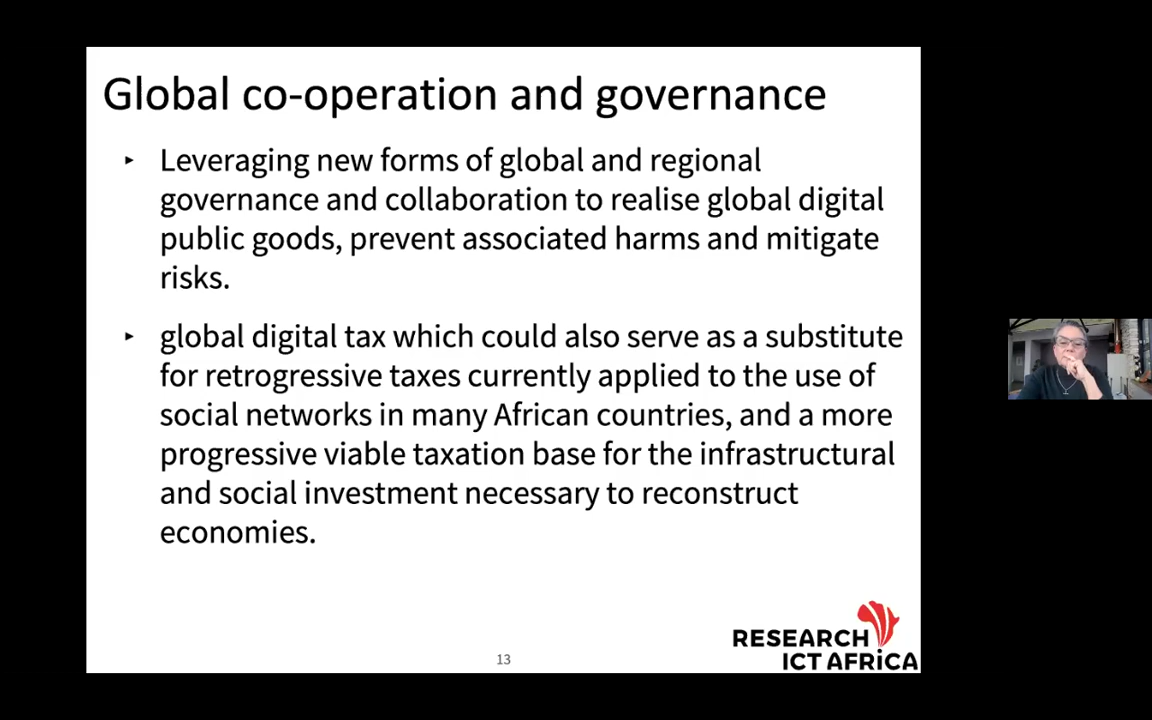 Global co-operation and governance
‣ Leveraging new forms of global and regional
governance and collaboration to realise global digital
public goods, prevent associated harms and mitigate
risks.
‣ global digital tax which could also serve as a substitute
for retrogressive taxes currently applied to the use of
social networks in many African countries, and a more
progressive viable taxation base for the infrastructural
and social investment necessary to reconstruct
economies.
13
RESEARCH
ICT AFRICA